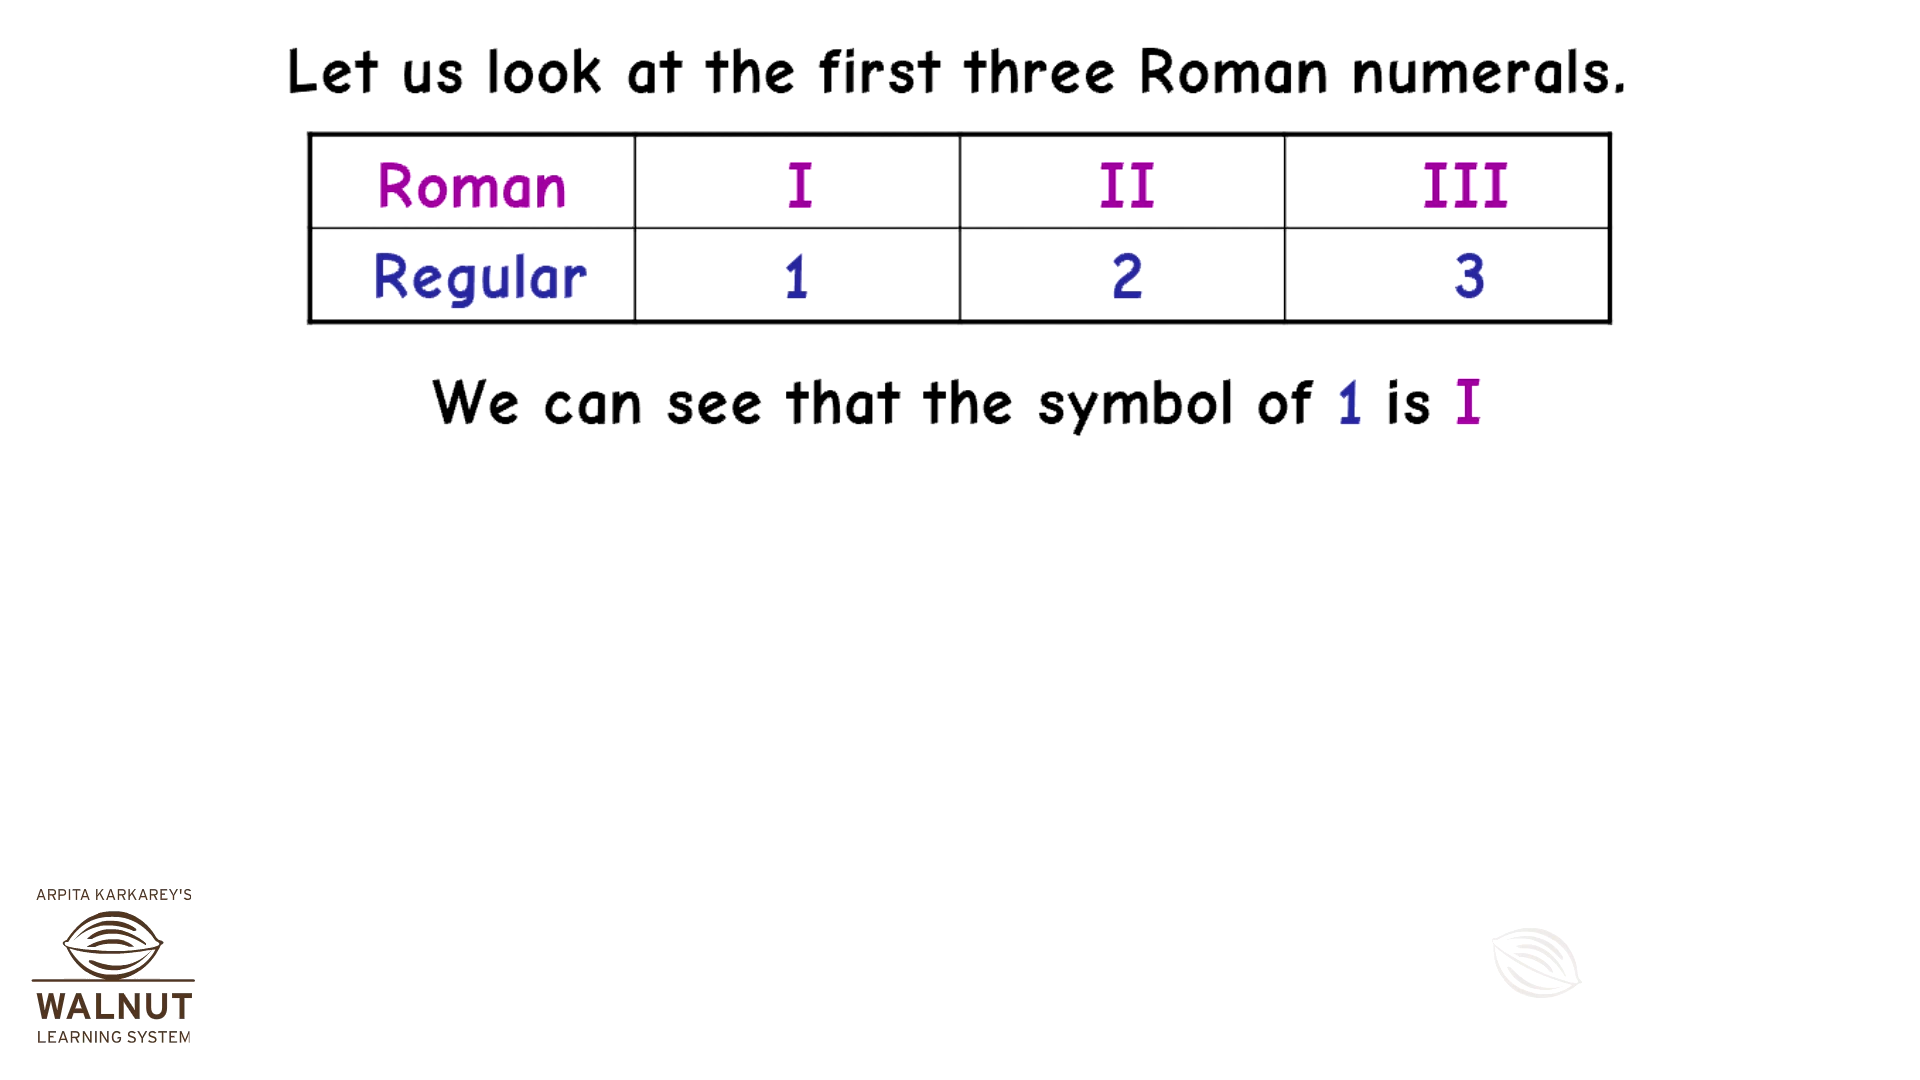 Let us look at the first three Roman numerals.
Roman I II III
Regular 1 2 3
We can see that the symbol of 1 is I
ARPITA KARKAREY'S
WALNUT
LEARNING SYSTEM